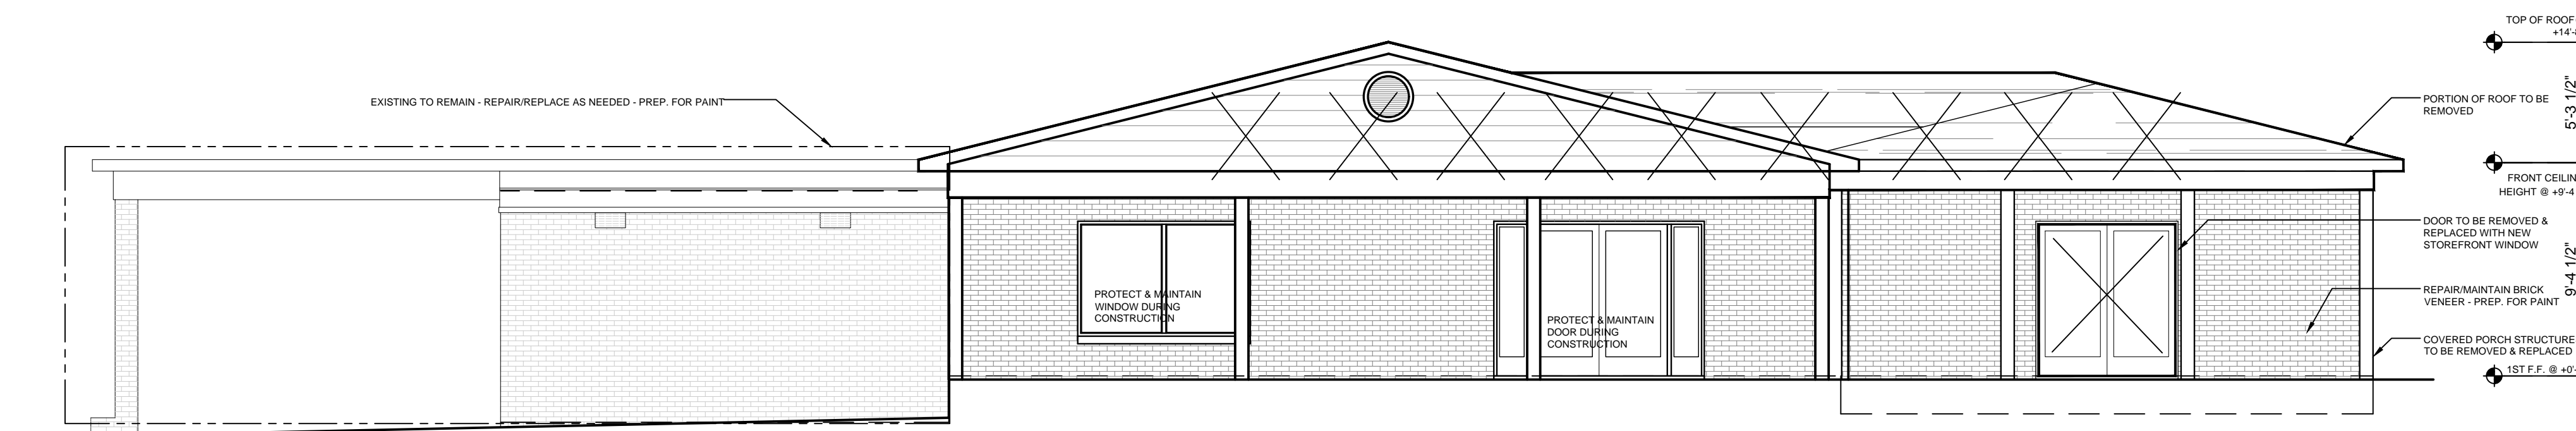 TOP OF ROOF
+14'-
EXISTING TO REMAIN - REPAIR/REPLACE AS NEEDED - PREP. FOR PAINT
PORTION OF ROOF TO BE
REMOVED
5'-3 1/2"
FRONT CEILIN
HEIGHT @ +9'-4
DOOR TO BE REMOVED &
REPLACED WITH NEW
STOREFRONT WINDOW
9'-4 1/2"
PROTECT & MAINTAIN
WINDOW DURING
CONSTRUCTION
PROTECT & MAINTAIN
DOOR DURING
CONSTRUCTION
REPAIR/MAINTAIN BRICK
VENEER - PREP. FOR PAINT
COVERED PORCH STRUCTURE
TO BE REMOVED & REPLACED
1ST F.F. @ +0'-